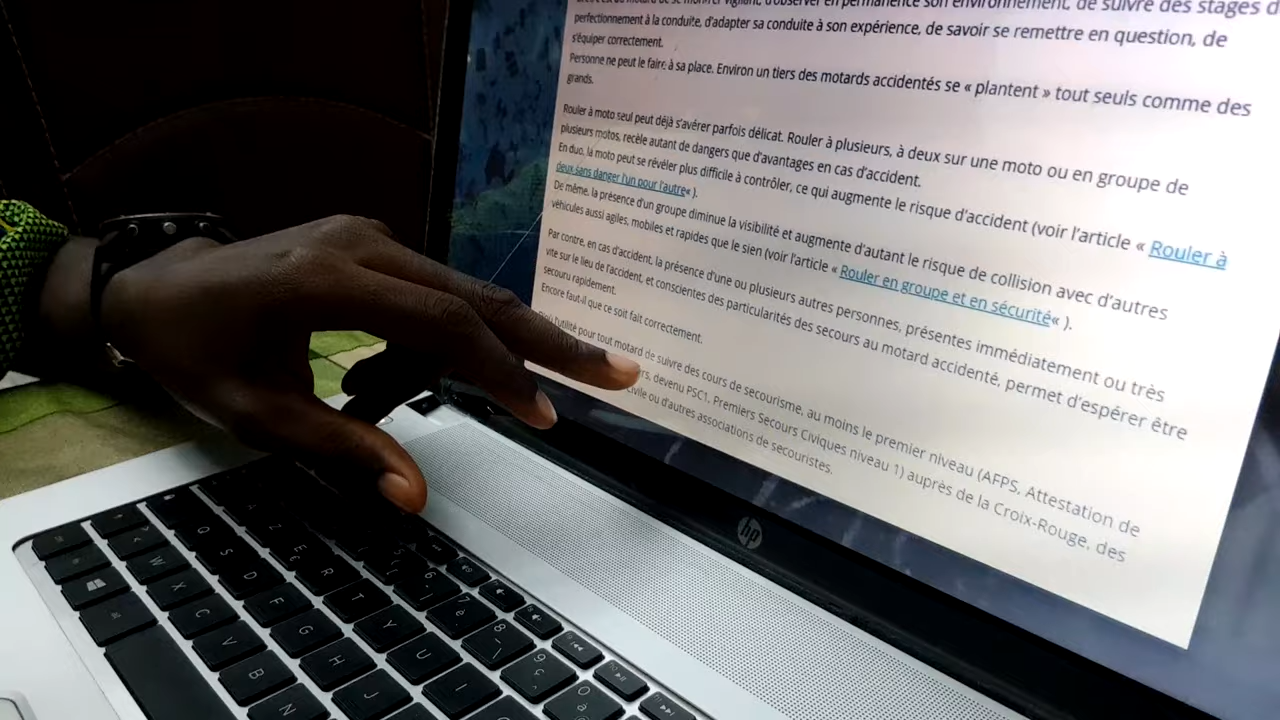 perfectionnement à la conduite, d'adapter sa conduite à son expérience, de savoir se remettre en question, de
s'équiper correctement.
Personne ne peut le faire à sa place. Environ un tiers des motards accidentés se « plantent » tout seuls comme des
grands.
Rouler à moto seul peut déjà s'avérer parfois délicat. Rouler à plusieurs, à deux sur une moto ou en groupe de
plusieurs motos, recèle autant de dangers que d'avantages en cas d'accident.
En duo, la moto peut se révéler plus difficile à contrôler, ce qui augmente le risque d'accident (voir l'article « Rouler à
deux sans danger l'un pour l'autre« ).
De même, la présence d'un groupe diminue la visibilité et augmente d'autant le risque de collision avec d'autres
véhicules aussi agiles, mobiles et rapides que le sien (voir l'article « Rouler en groupe et en sécurité« ).
Par contre, en cas d'accident, la présence d'une ou plusieurs autres personnes, présentes immédiatement ou très
vite sur le lieu de l'accident, et conscientes des particularités des secours au motard accidenté, permet d'espérer être
secouru rapidement.
Encore faut-il que ce soit fait correctement.
l'utilité pour tout motard de suivre des cours de secourisme, au moins le premier niveau (AFPS, Attestation de
devenu PSC1, Premiers Secours Civiques niveau 1) auprès de la Croix-Rouge, des
ou d'autres associations de secouristes.
hp
Q S D F G H J
Z E R T Y U I
W X C V B N
6 7 è 8 _ 9 ç 0 à